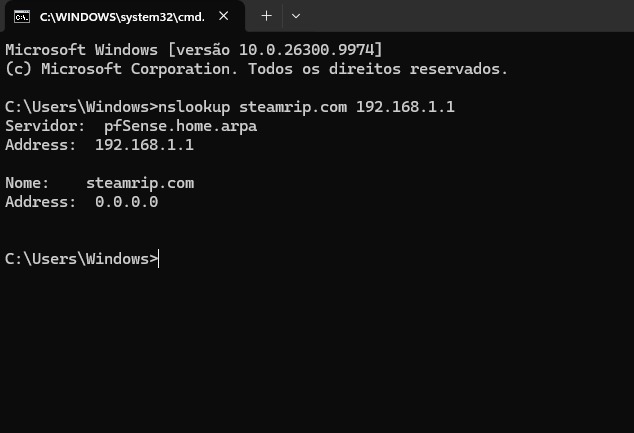 C:\WINDOWS\system32\cmd.
Microsoft Windows [versão 10.0.26300.9974]
(c) Microsoft Corporation. Todos os direitos reservados.
C:\Users\Windows>nslookup steamrip.com 192.168.1.1
Servidor:  pfSense.home.arpa
Address:  192.168.1.1
Nome:    steamrip.com
Address:  0.0.0.0
C:\Users\Windows>